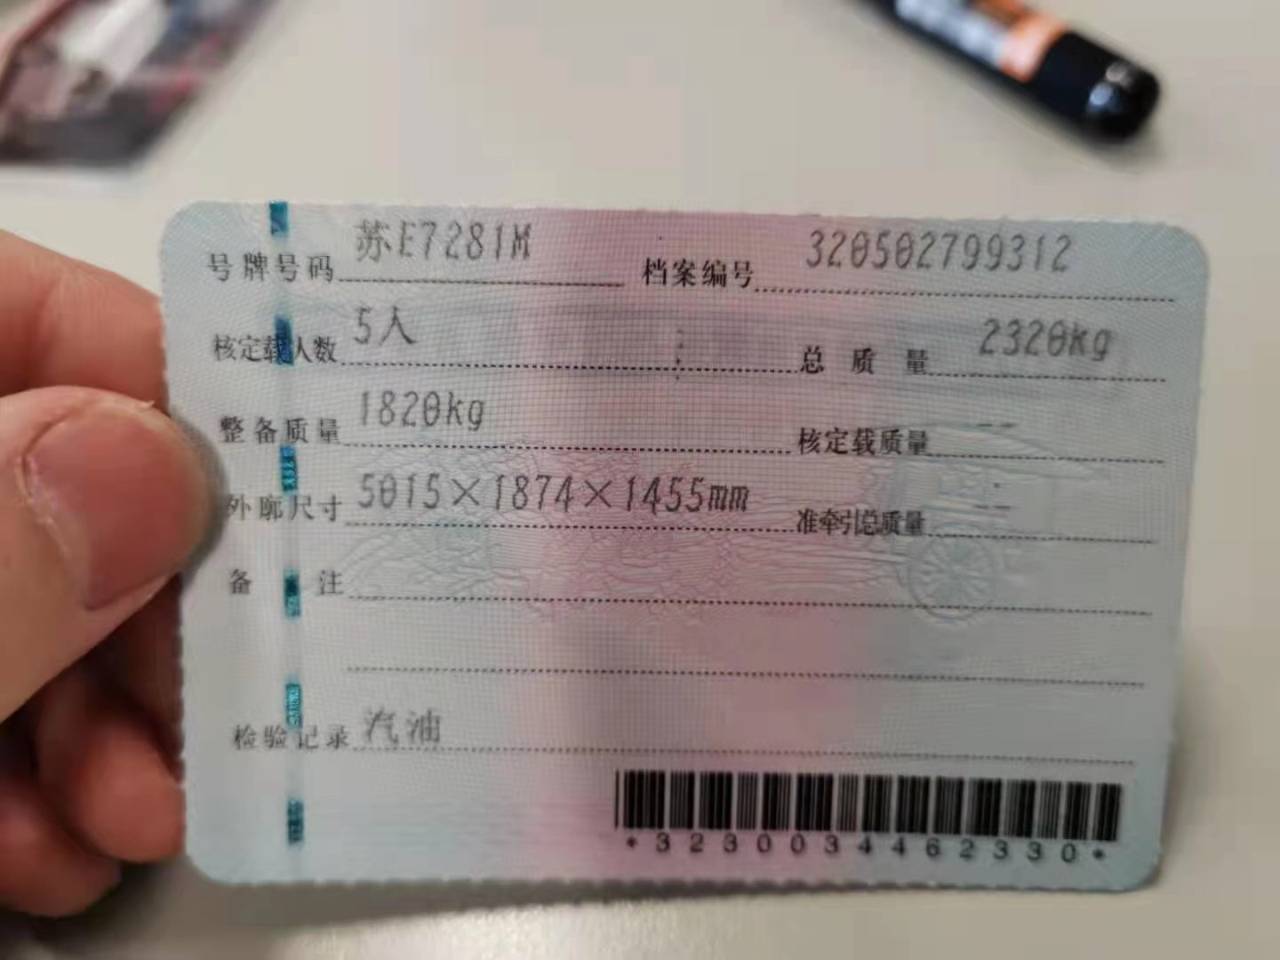 号牌号码 苏E7281M 档案编号 320502799312
核定载人数 5人 总质量 2320kg
整备质量 1820kg 核定载质量 --
外廓尺寸 5015×1874×1455mm 准牵引总质量 --
备注
检验记录 汽油
*3230034462330*